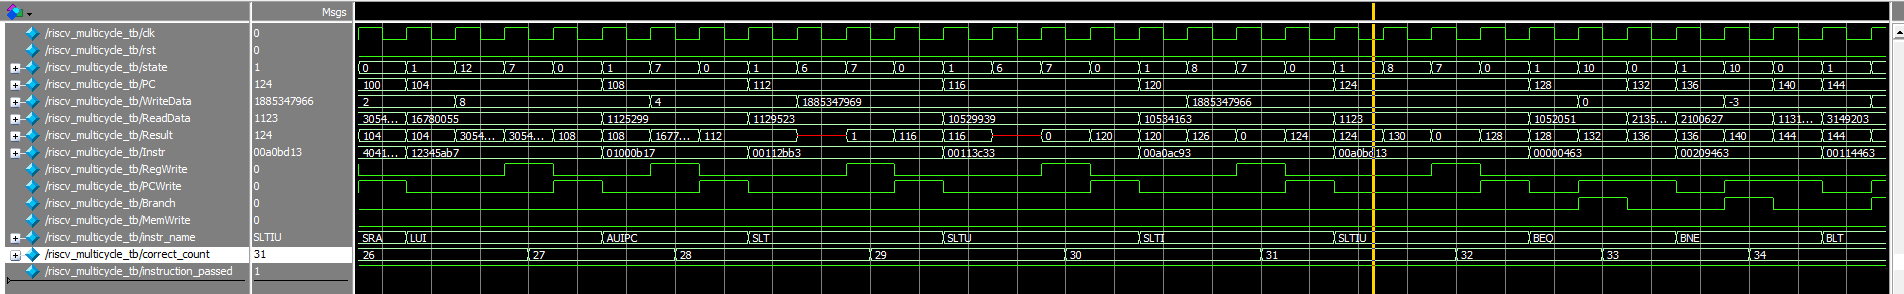 Msgs
/riscv_multicycle_tb/clk 0
/riscv_multicycle_tb/rst 0
/riscv_multicycle_tb/state 1 0 1 12 7 0 1 7 0 1 6 7 0 1 6 7 0 1 8 7 0 1 8 7 0 1 10 0 1 10 0 1
/riscv_multicycle_tb/PC 124 100 104 108 112 116 120 124 128 132 136 140 144
/riscv_multicycle_tb/WriteData 1885347966 2 8 4 1885347969 1885347966 0 -3
/riscv_multicycle_tb/ReadData 1123 3054... 16780055 1125299 1129523 10529939 10534163 1123 1052051 2135... 2100627 1131... 3149203
/riscv_multicycle_tb/Result 124 104 104 3054... 3054... 108 108 1677... 112 1 116 116 0 120 120 126 0 124 124 130 0 128 128 132 136 136 140 144 144
/riscv_multicycle_tb/Instr 00a0bd13 4041... 12345ab7 01000b17 00112bb3 00113c33 00a0ac93 00a0bd13 00000463 00209463 00114463
/riscv_multicycle_tb/RegWrite 0
/riscv_multicycle_tb/PCWrite 0
/riscv_multicycle_tb/Branch 0
/riscv_multicycle_tb/MemWrite 0
/riscv_multicycle_tb/instr_name SLTIU SRA LUI AUIPC SLT SLTU SLTI SLTIU BEQ BNE BLT
/riscv_multicycle_tb/correct_count 31 26 27 28 29 30 31 32 33 34
/riscv_multicycle_tb/instruction_passed 1